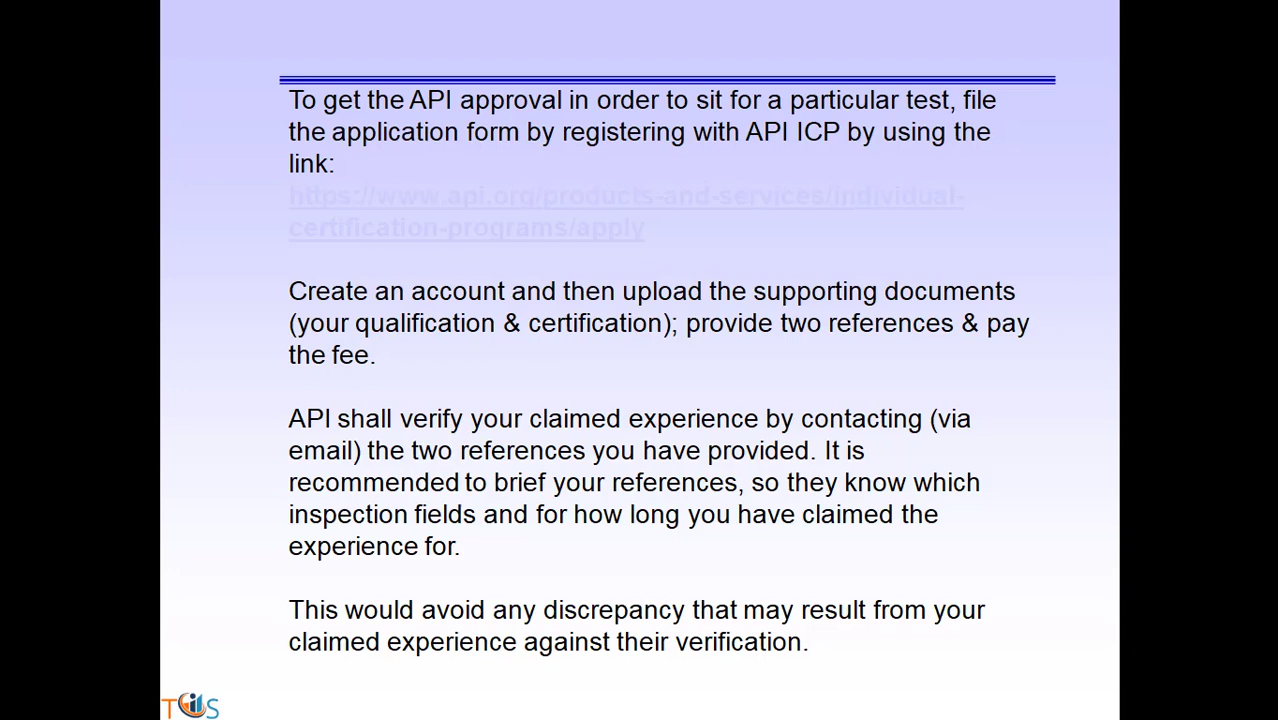 To get the API approval in order to sit for a particular test, file
the application form by registering with API ICP by using the
link:
https://www.api.org/products-and-services/individual-
certification-programs/apply
Create an account and then upload the supporting documents
(your qualification & certification); provide two references & pay
the fee.
API shall verify your claimed experience by contacting (via
email) the two references you have provided. It is
recommended to brief your references, so they know which
inspection fields and for how long you have claimed the
experience for.
This would avoid any discrepancy that may result from your
claimed experience against their verification.